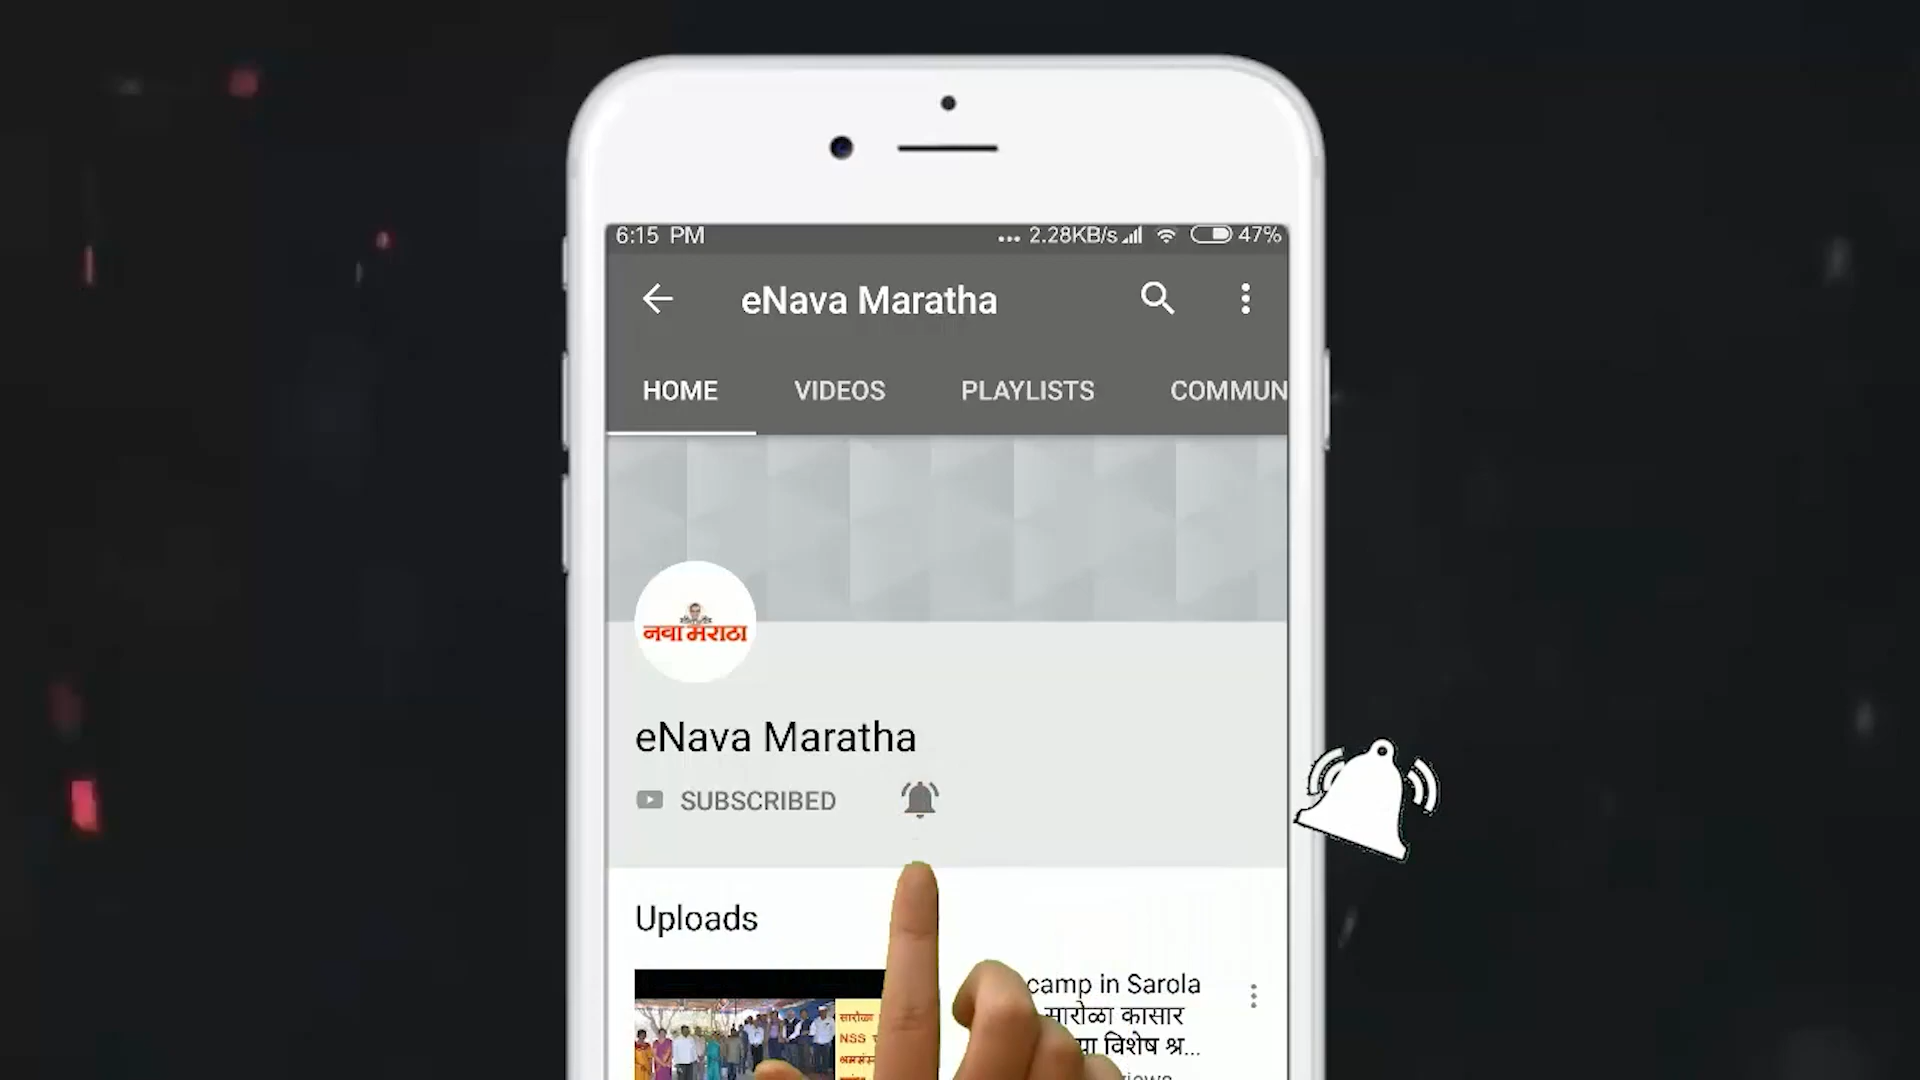 6:15 PM
... 2.28KB/s 47%
eNava Maratha
HOME VIDEOS PLAYLISTS COMMUN
नवा मराठा
eNava Maratha
SUBSCRIBED
Uploads
camp in Sarola
सारोळा कासार
विशेष श्र...
सारोळा
NSS